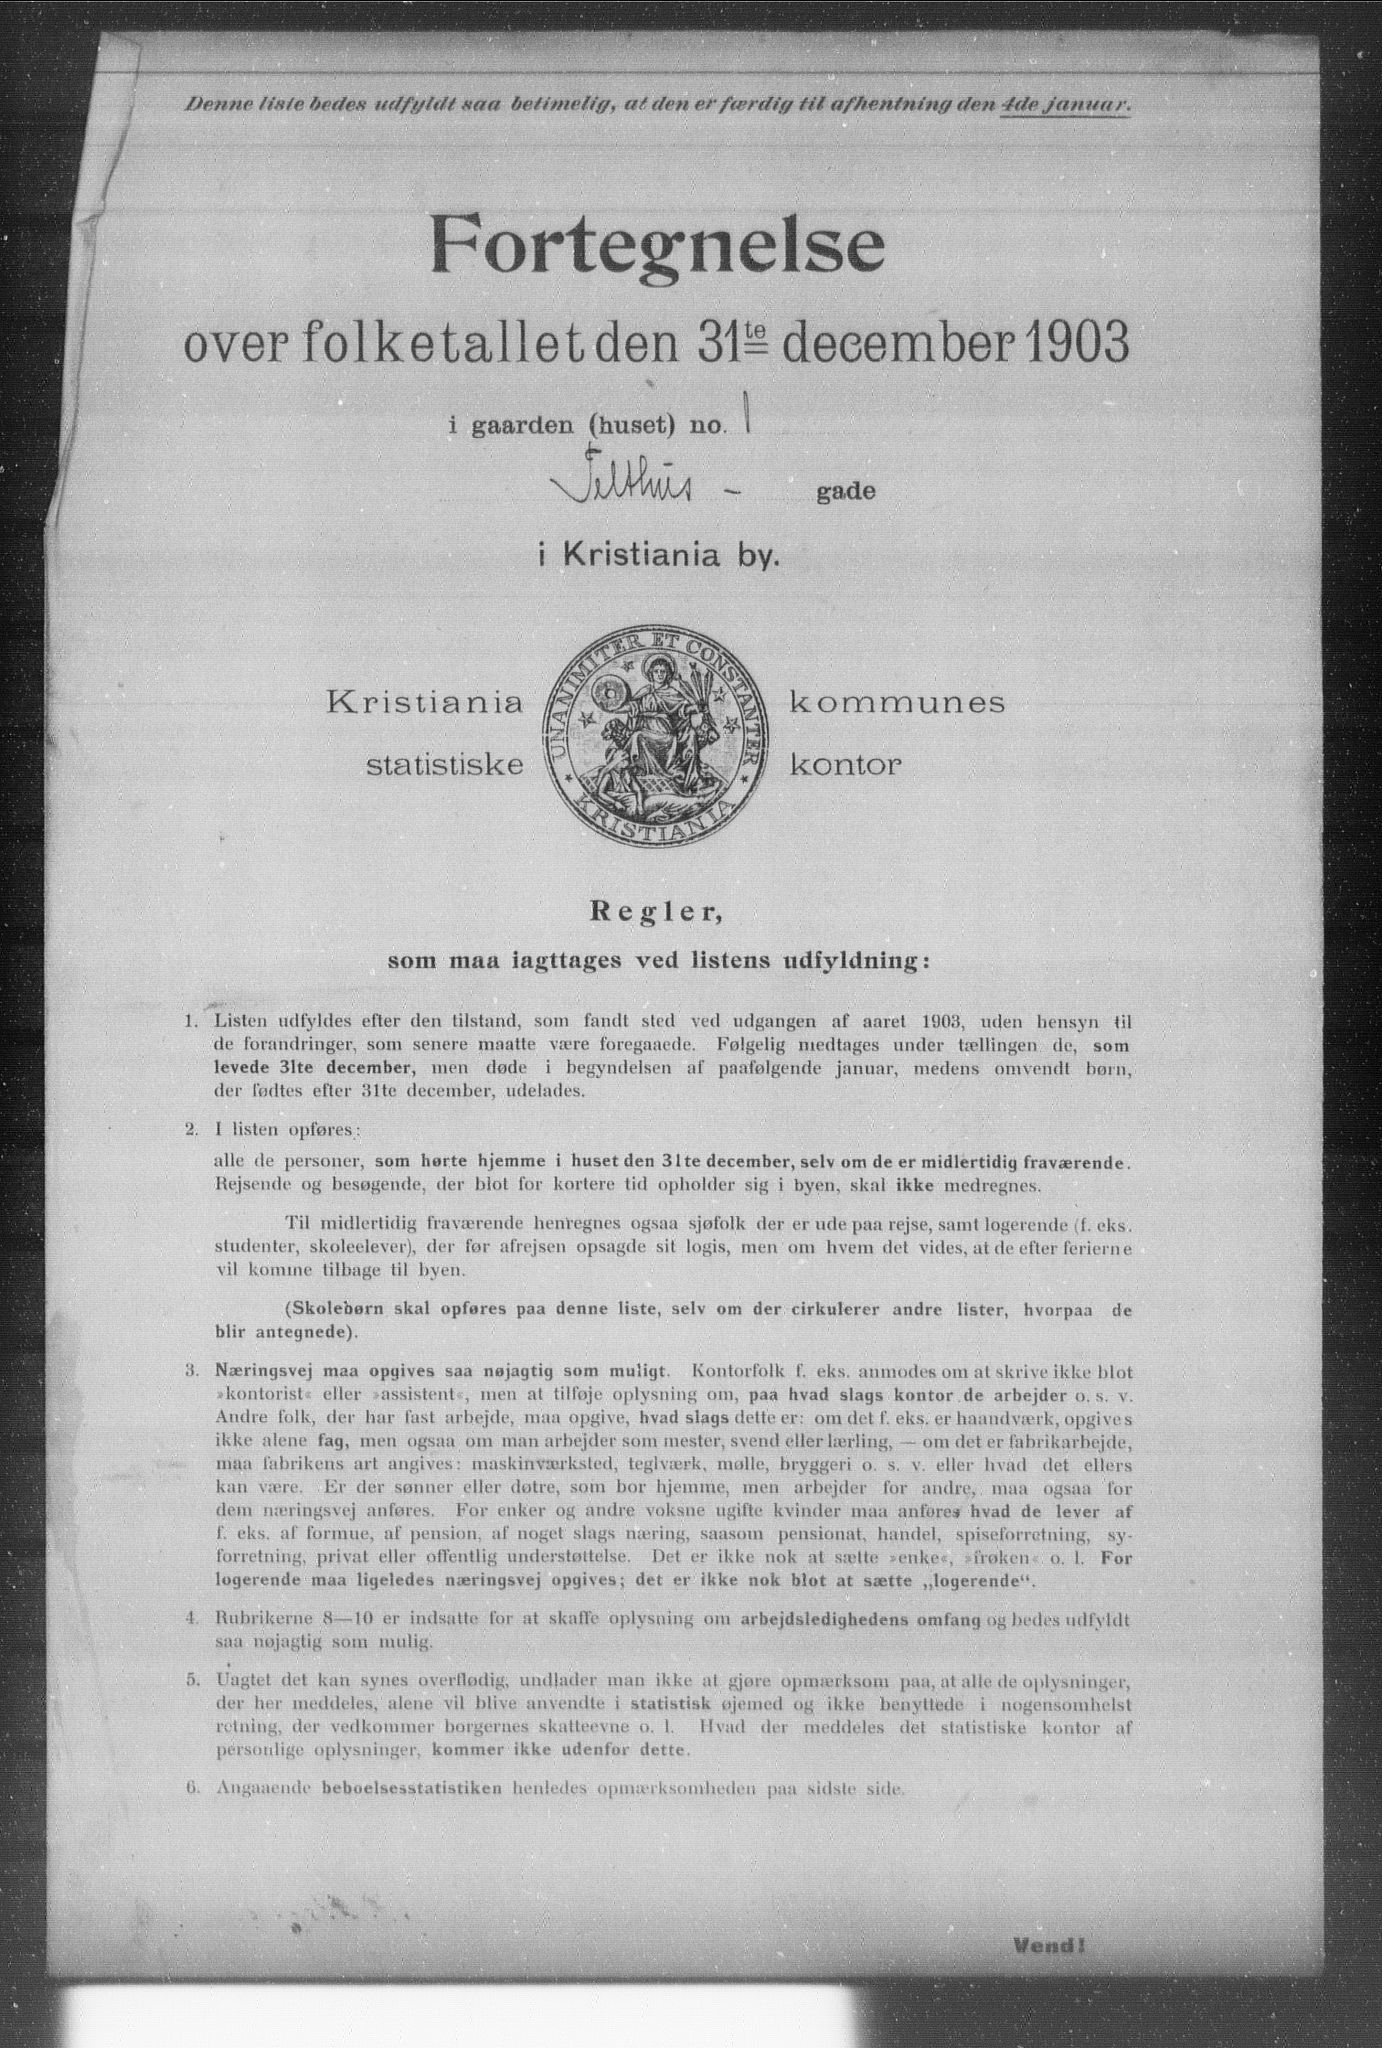 Denne liste bedes udfyldt saa betimelig, at den er færdig til afhentning den 4de januar.
Fortegnelse
over folketallet den 31te december 1903
i gaarden (huset) no. 1
Telthus - gade
i Kristiania by.
Kristiania kommunes
statistiske kontor
UNANIMITER ET CONSTANTER
* KRISTIANIA *
Regler,
som maa iagttages ved listens udfyldning:
1. Listen udfyldes efter den tilstand, som fandt sted ved udgangen af aaret 1903, uden hensyn til
de forandringer, som senere maatte være foregaaede. Følgelig medtages under tællingen de, som
levede 31te december, men døde i begyndelsen af paafølgende januar, medens omvendt børn,
der fødtes efter 31te december, udelades.
2. I listen opføres:
alle de personer, som hørte hjemme i huset den 31te december, selv om de er midlertidig fraværende.
Rejsende og besøgende, der blot for kortere tid opholder sig i byen, skal ikke medregnes.
Til midlertidig fraværende henregnes ogsaa sjøfolk der er ude paa rejse, samt logerende (f. eks.
studenter, skoleelever), der før afrejsen opsagde sit logis, men om hvem det vides, at de efter ferierne
vil komme tilbage til byen.
(Skolebørn skal opføres paa denne liste, selv om der cirkulerer andre lister, hvorpaa de
blir antegnede).
3. Næringsvej maa opgives saa nøjagtig som muligt. Kontorfolk f. eks. anmodes om at skrive ikke blot
»kontorist« eller »assistent«, men at tilføje oplysning om, paa hvad slags kontor de arbejder o. s. v.
Andre folk, der har fast arbejde, maa opgive, hvad slags dette er: om det f. eks. er haandværk, opgives
ikke alene fag, men ogsaa om man arbejder som mester, svend eller lærling, — om det er fabrikarbejde,
maa fabrikens art angives: maskinværksted, teglværk, mølle, bryggeri o. s. v. eller hvad det ellers
kan være. Er der sønner eller døtre, som bor hjemme, men arbejder for andre, maa ogsaa for
dem næringsvej anføres. For enker og andre voksne ugifte kvinder maa anføres hvad de lever af
f. eks. af formue, af pension, af noget slags næring, saasom pensionat, handel, spiseforretning, sy-
forretning, privat eller offentlig understøttelse. Det er ikke nok at sætte »enke«, »frøken« o. l. For
logerende maa ligeledes næringsvej opgives; det er ikke nok blot at sætte „logerende“.
4. Rubrikerne 8—10 er indsatte for at skaffe oplysning om arbejdsledighedens omfang og bedes udfyldt
saa nøjagtig som mulig.
5. Uagtet det kan synes overflødig, undlader man ikke at gjøre opmærksom paa, at alle de oplysninger,
der her meddeles, alene vil blive anvendte i statistisk øjemed og ikke benyttede i nogensomhelst
retning, der vedkommer borgernes skatteevne o. l. Hvad der meddeles det statistiske kontor af
personlige oplysninger, kommer ikke udenfor dette.
6. Angaaende beboelsesstatistiken henledes opmærksomheden paa sidste side.
Vend!